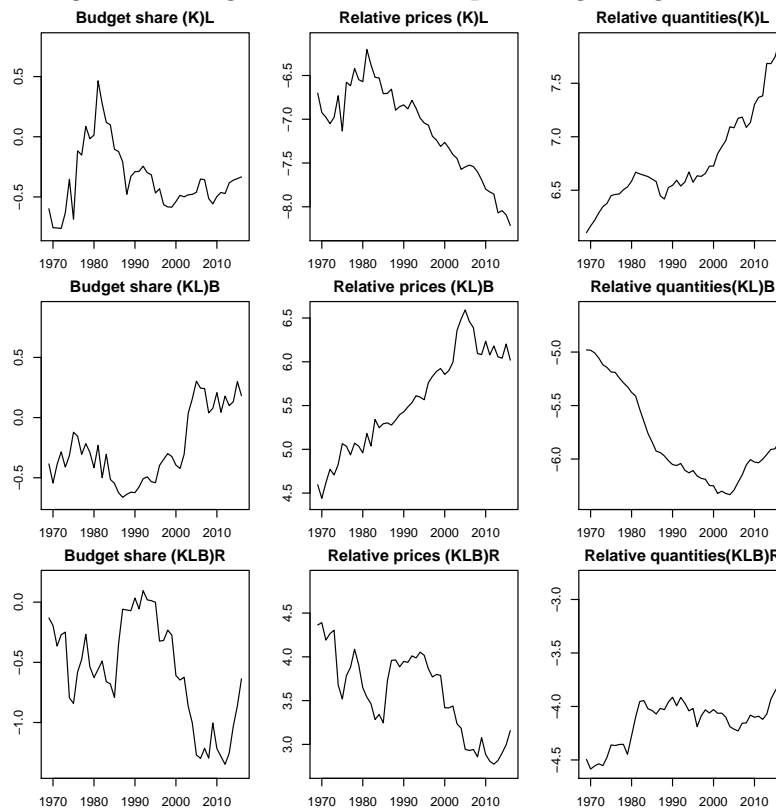 Budget share (K)L
0.5
0.0
−0.5
1970 1980 1990 2000 2010
Relative prices (K)L
−6.5
−7.0
−7.5
−8.0
1970 1980 1990 2000 2010
Relative quantities(K)L
7.5
7.0
6.5
1970 1980 1990 2000 2010
Budget share (KL)B
0.5
0.0
−0.5
1970 1980 1990 2000 2010
Relative prices (KL)B
6.5
6.0
5.5
5.0
4.5
1970 1980 1990 2000 2010
Relative quantities(KL)B
−5.0
−5.5
−6.0
1970 1980 1990 2000 2010
Budget share (KLB)R
0.0
−0.5
−1.0
1970 1980 1990 2000 2010
Relative prices (KLB)R
4.5
4.0
3.5
3.0
1970 1980 1990 2000 2010
Relative quantities(KLB)R
−3.0
−3.5
−4.0
−4.5
1970 1980 1990 2000 2010